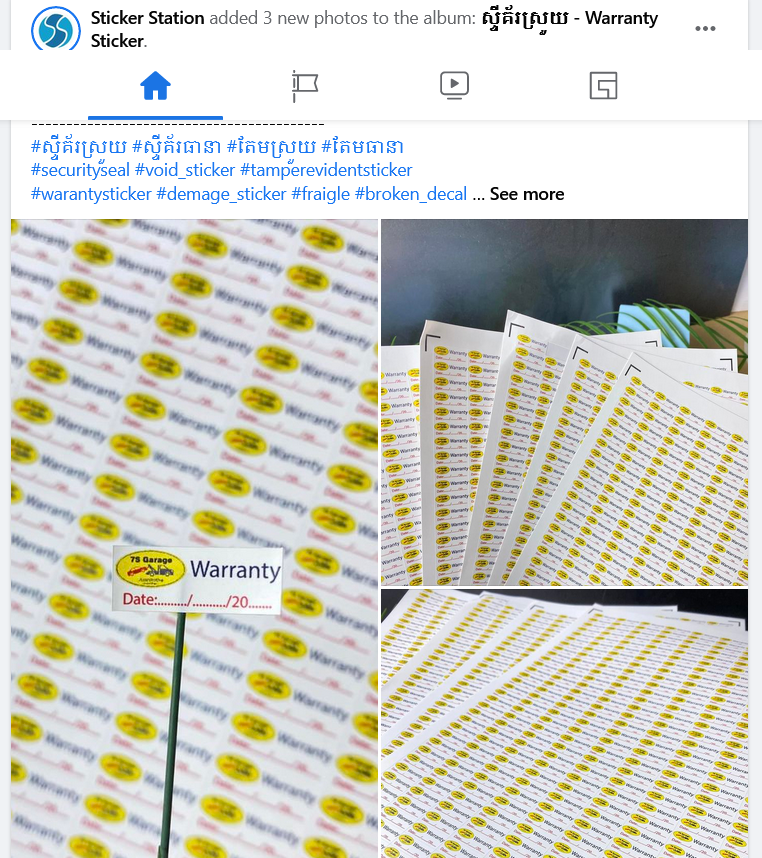 Sticker Station added 3 new photos to the album: ស្ទីគ័រស្រួយ - Warranty
Sticker.
----------------------------------------
#ស្ទីគ័រស្រួយ #ស្ទីគ័រធានា #តែមស្រួយ #តែមធានា
#securityseal #void_sticker #tamperevidentsticker
#warantysticker #demage_sticker #fraigle #broken_decal ... See more
7S Garage
Warranty
Date:........./........../20.......